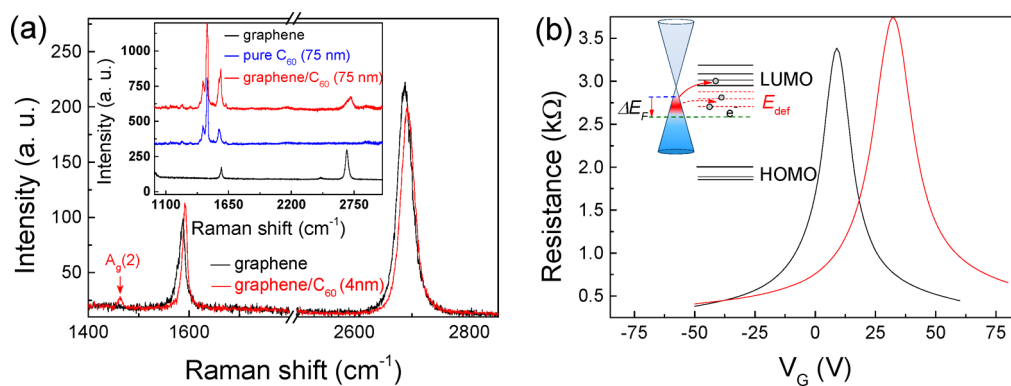 (a)
Intensity (a. u.)
250
200
150
100
50
1400
1600
2600
2800
Raman shift (cm-1)
Ag(2)
graphene
graphene/C60 (4nm)
Intensity (a. u.)
1000
750
500
250
0
1100
1650
2200
2750
Raman shift (cm-1)
graphene
pure C60 (75 nm)
graphene/C60 (75 nm)
(b)
Resistance (kΩ)
3.5
3.0
2.5
2.0
1.5
1.0
0.5
-75
-50
-25
0
25
50
75
VG (V)
LUMO
ΔEF
Edef
e-
HOMO